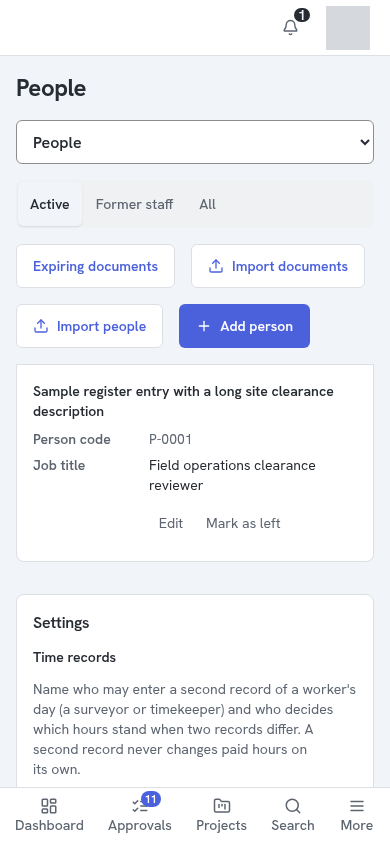 1
People
People
Active Former staff All
Expiring documents Import documents
Import people Add person
Sample register entry with a long site clearance
description
Person code P-0001
Job title Field operations clearance
reviewer
Edit Mark as left
Settings
Time records
Name who may enter a second record of a worker's
day (a surveyor or timekeeper) and who decides
which hours stand when two records differ. A
second record never changes paid hours on
its own.
11
Dashboard Approvals Projects Search More